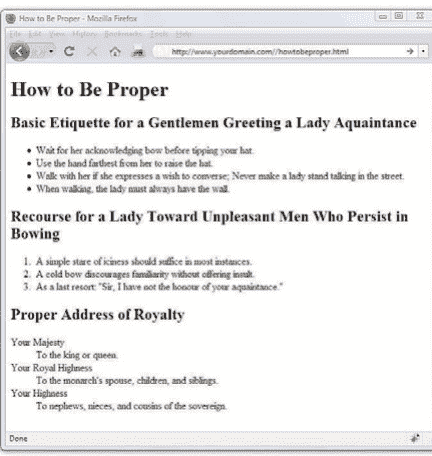 How to Be Proper - Mozilla Firefox
File Edit View History Bookmarks Tools Help
http://www.yourdomain.com//howtobeproper.html
How to Be Proper
Basic Etiquette for a Gentlemen Greeting a Lady Aquaintance
• Wait for her acknowledging bow before tipping your hat.
• Use the hand farthest from her to raise the hat.
• Walk with her if she expresses a wish to converse; Never make a lady stand talking in the street.
• When walking, the lady must always have the wall.
Recourse for a Lady Toward Unpleasant Men Who Persist in
Bowing
1. A simple stare of iciness should suffice in most instances.
2. A cold bow discourages familiarity without offering insult.
3. As a last resort: "Sir, I have not the honour of your aquaintance."
Proper Address of Royalty
Your Majesty
To the king or queen.
Your Royal Highness
To the monarch's spouse, children, and siblings.
Your Highness
To nephews, nieces, and cousins of the sovereign.
Done